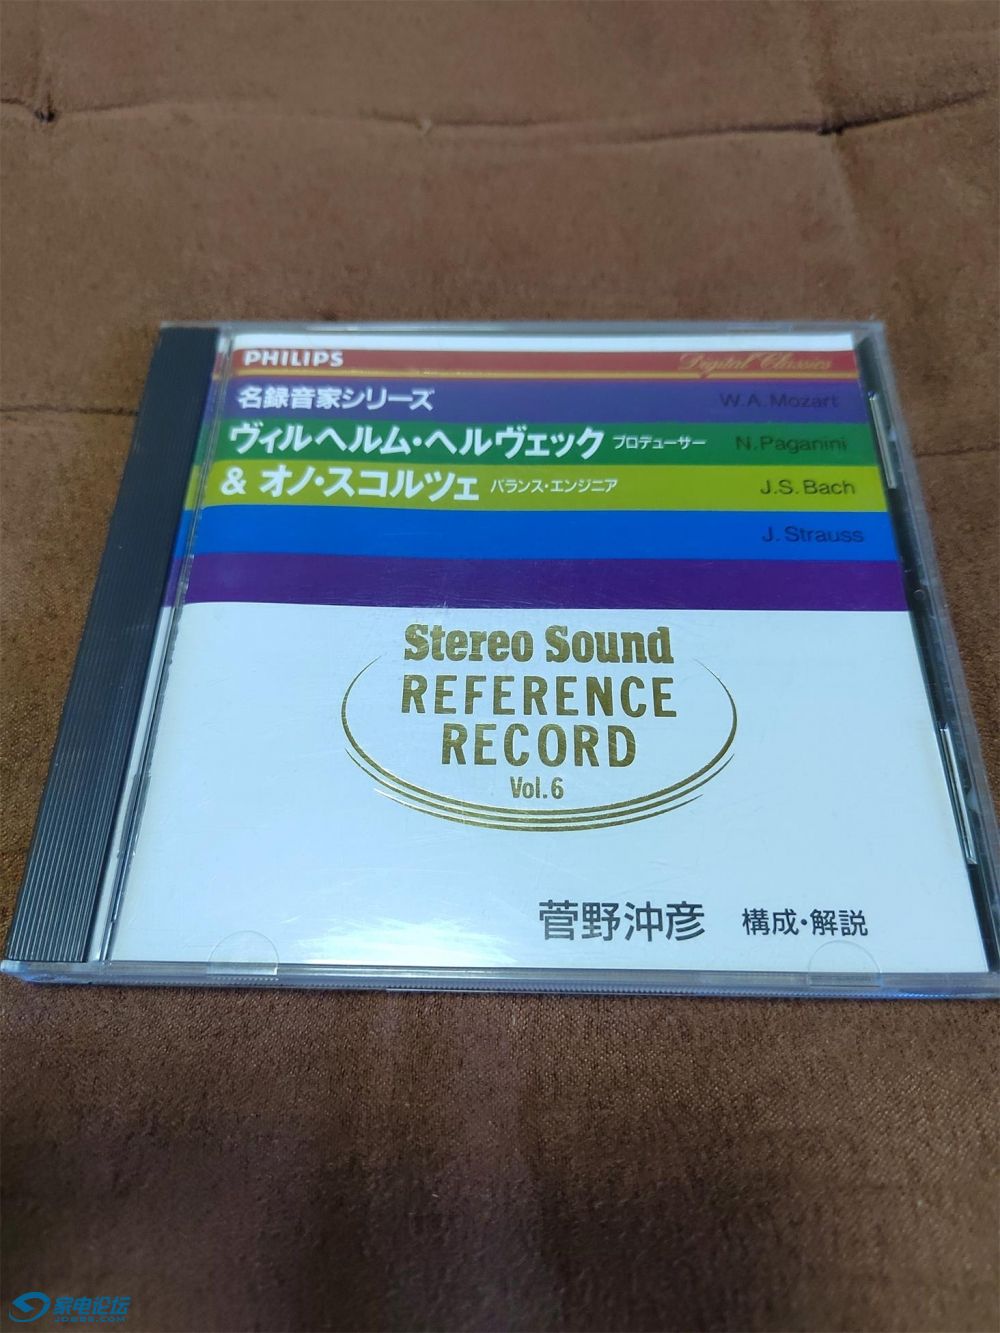 PHILIPS
Digital Classics
名録音家シリーズ
W.A.Mozart
ヴィルヘルム・ヘルヴェック プロデューサー
N.Paganini
& オノ・スコルツェ バランス・エンジニア
J.S.Bach
J.Strauss
Stereo Sound
REFERENCE
RECORD
Vol.6
菅野沖彦 構成・解説
家电论坛
JDBBS.COM